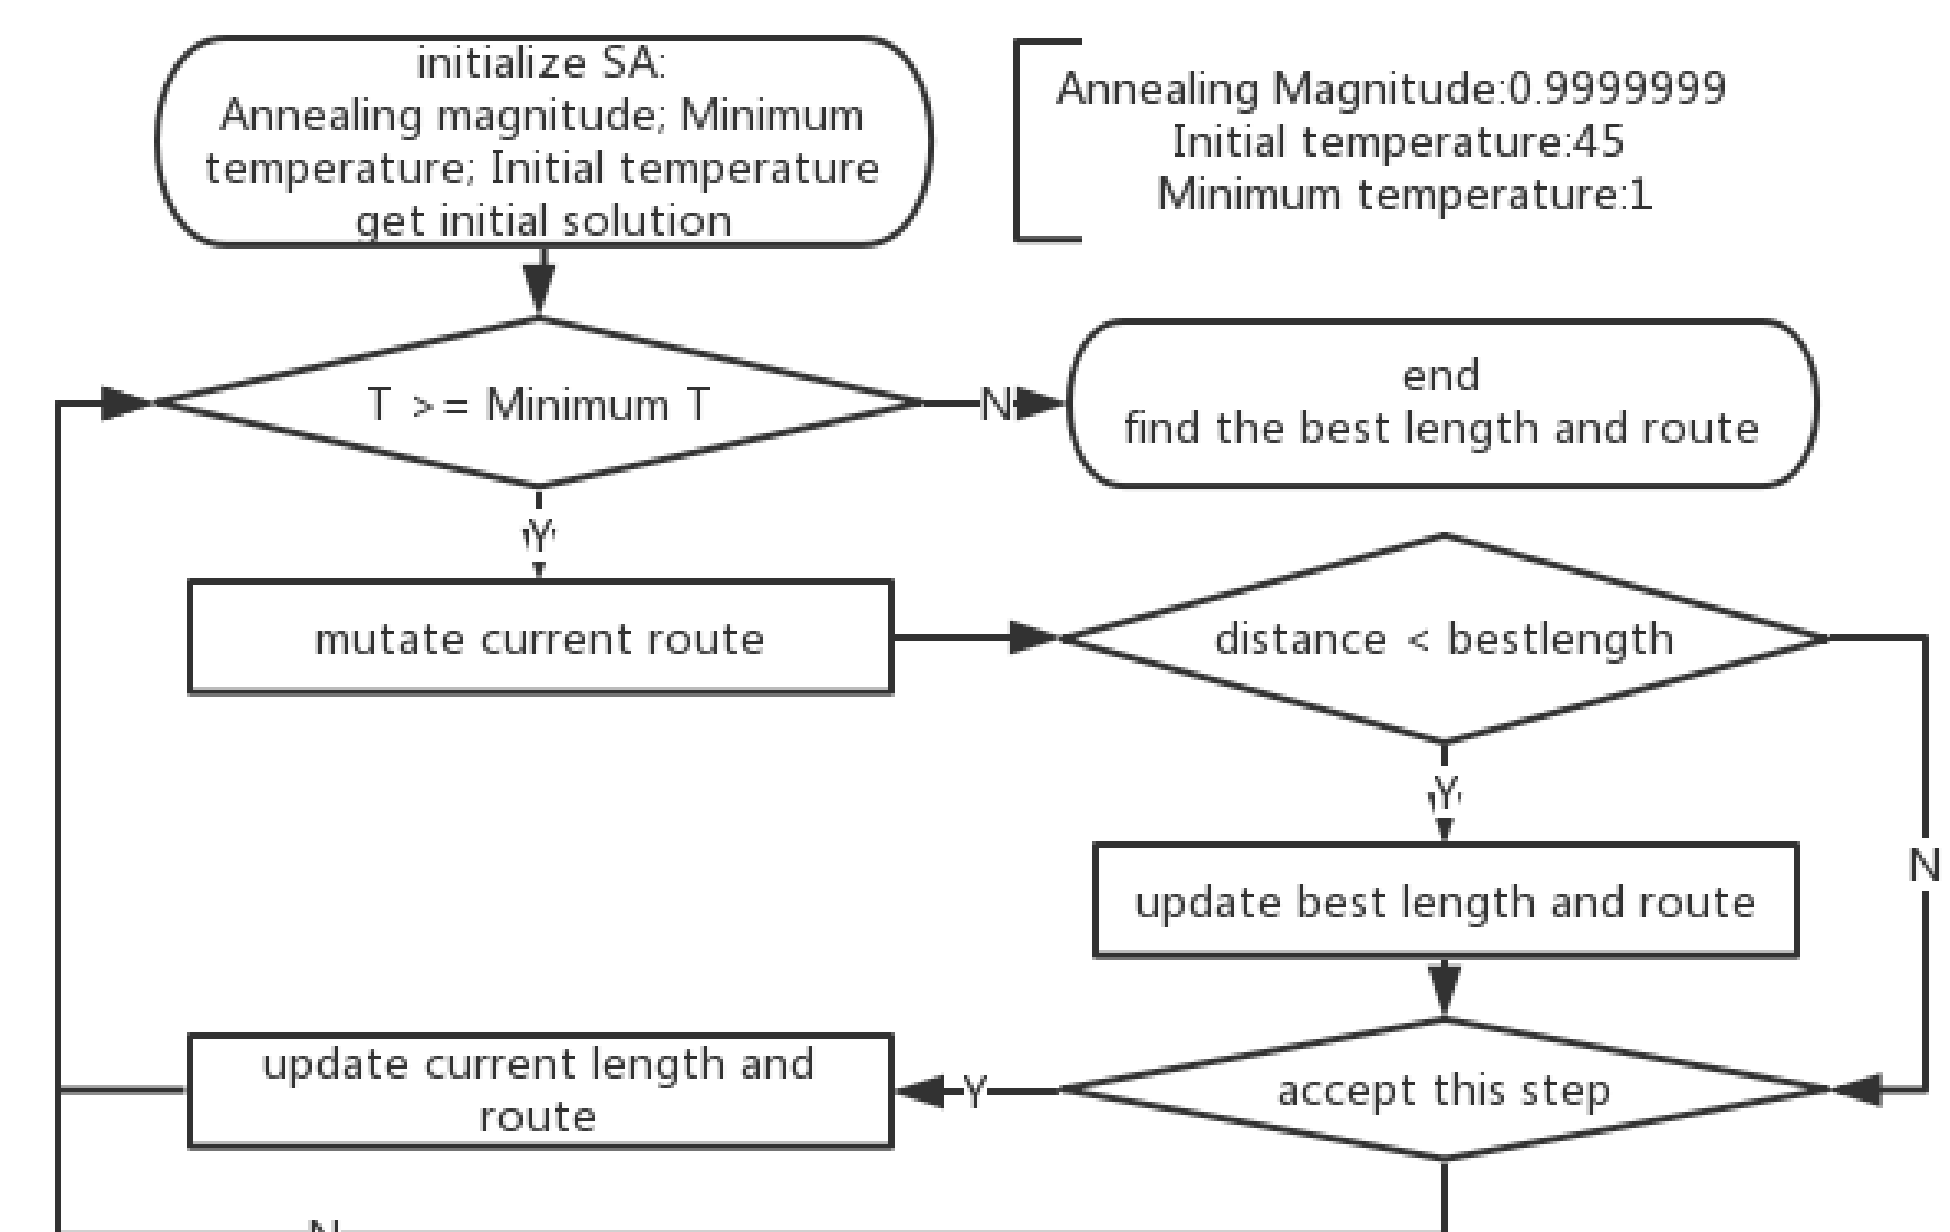 initialize SA:
Annealing magnitude; Minimum
temperature; Initial temperature
get initial solution
Annealing Magnitude:0.9999999
Initial temperature:45
Minimum temperature:1
T >= Minimum T
N
end
find the best length and route
Y
mutate current route
distance < bestlength
Y
N
update best length and route
update current length and
route
Y
accept this step
N